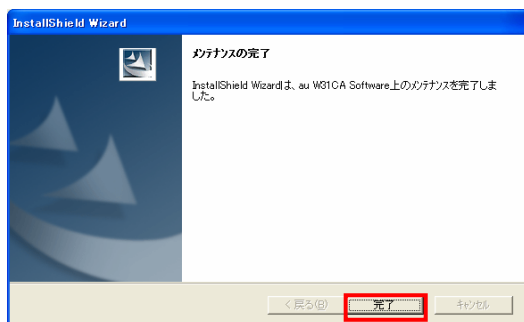 InstallShield Wizard
メンテナンスの完了
InstallShield Wizardは、au W31CA Software上のメンテナンスを完了しま
した。
< 戻る(B)
完了
キャンセル